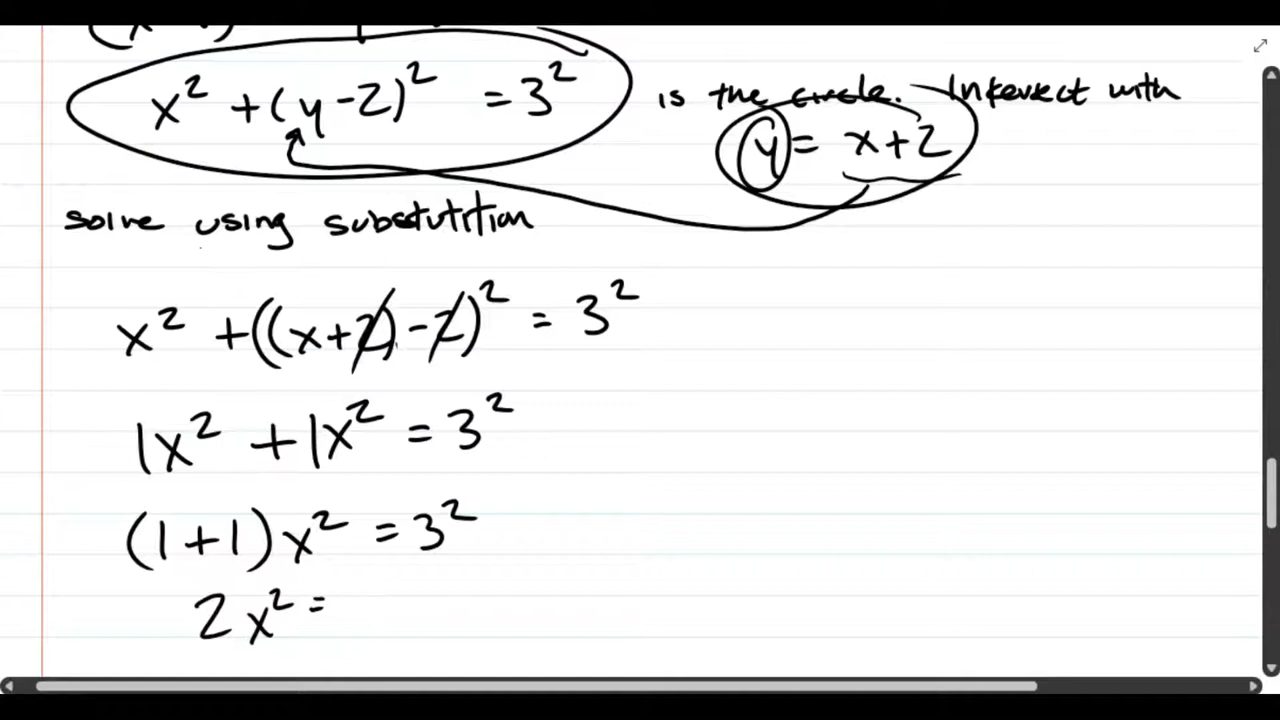 x² + (y-2)² = 3² is the circle. Intersect with
y = x+2
solve using substutition
x² + ((x+2)-2)² = 3²
1x² + 1x² = 3²
(1+1)x² = 3²
2x² =